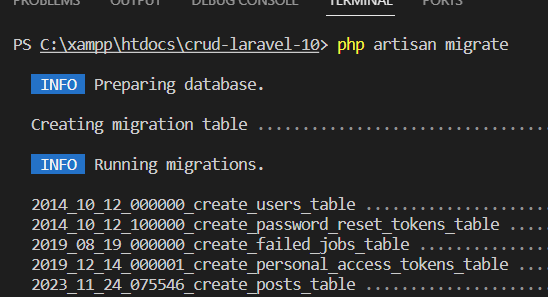 PROBLEMS OUTPUT DEBUG CONSOLE TERMINAL PORTS
PS C:\xampp\htdocs\crud-laravel-10> php artisan migrate
INFO Preparing database.
Creating migration table ....................................
INFO Running migrations.
2014_10_12_000000_create_users_table .......................
2014_10_12_100000_create_password_reset_tokens_table .....
2019_08_19_000000_create_failed_jobs_table .................
2019_12_14_000001_create_personal_access_tokens_table ....
2023_11_24_075546_create_posts_table .......................